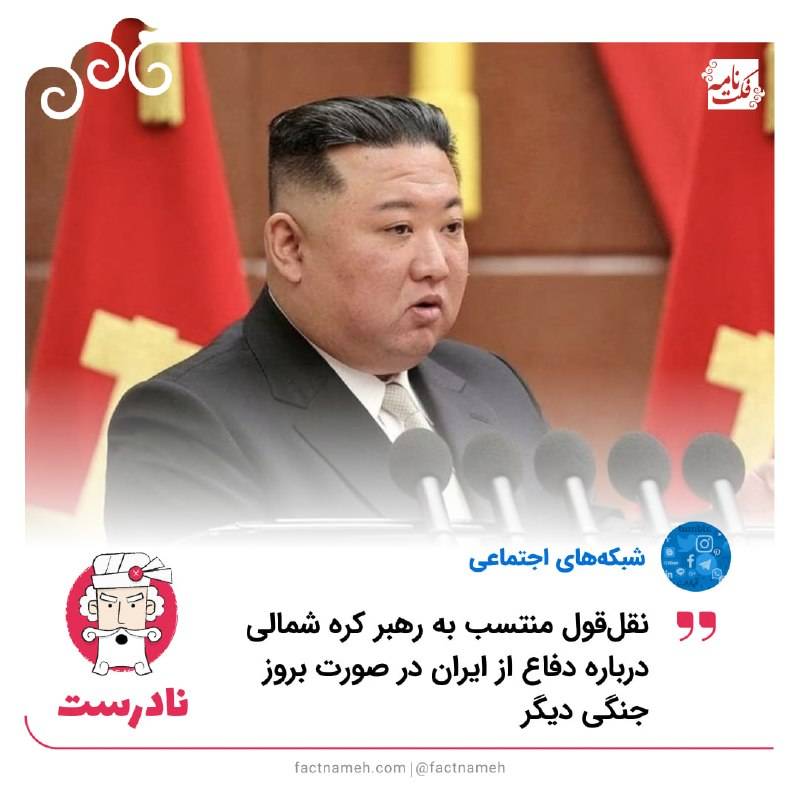 فکت‌نامه
شبکه‌های اجتماعی
نقل‌قول منتسب به رهبر کره شمالی
درباره دفاع از ایران در صورت بروز
جنگی دیگر
نادرست
factnameh.com | @factnameh